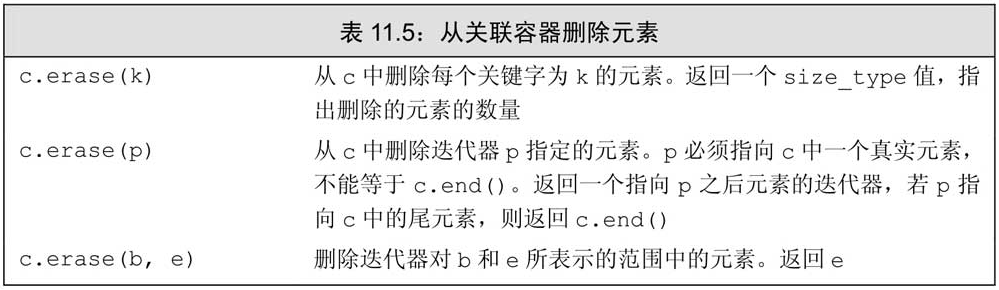 表 11.5：从关联容器删除元素
c.erase(k) 从 c 中删除每个关键字为 k 的元素。返回一个 size_type 值，指
出删除的元素的数量
c.erase(p) 从 c 中删除迭代器 p 指定的元素。p 必须指向 c 中一个真实元素，
不能等于 c.end()。返回一个指向 p 之后元素的迭代器，若 p 指
向 c 中的尾元素，则返回 c.end()
c.erase(b, e) 删除迭代器对 b 和 e 所表示的范围中的元素。返回 e